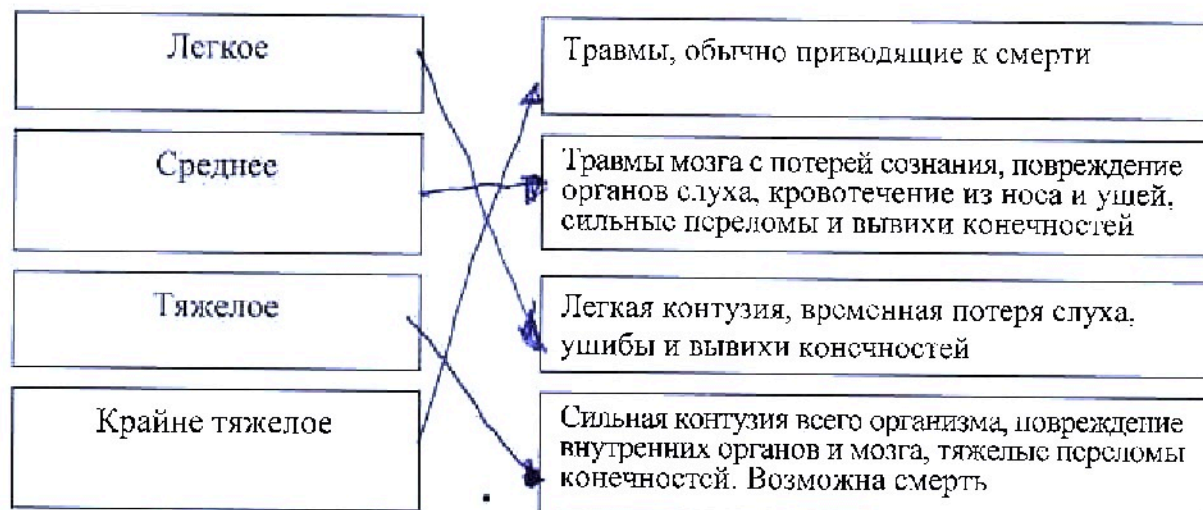 Легкое
Травмы, обычно приводящие к смерти
Среднее
Травмы мозга с потерей сознания, повреждение
органов слуха, кровотечение из носа и ушей,
сильные переломы и вывихи конечностей
Тяжелое
Легкая контузия, временная потеря слуха,
ушибы и вывихи конечностей
Крайне тяжелое
Сильная контузия всего организма, повреждение
внутренних органов и мозга, тяжелые переломы
конечностей. Возможна смерть